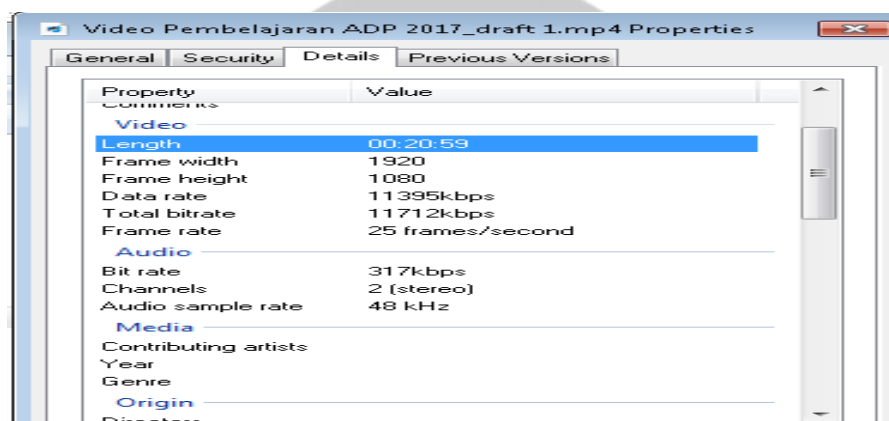 Video Pembelajaran ADP 2017_draft 1.mp4 Properties
General Security Details Previous Versions
Property Value
Comments
Video
Length 00:20:59
Frame width 1920
Frame height 1080
Data rate 11395kbps
Total bitrate 11712kbps
Frame rate 25 frames/second
Audio
Bit rate 317kbps
Channels 2 (stereo)
Audio sample rate 48 kHz
Media
Contributing artists
Year
Genre
Origin